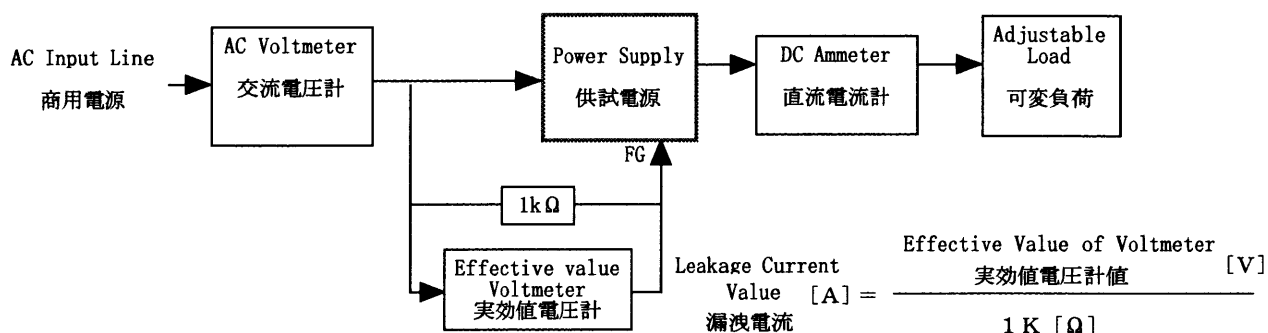 AC Input Line
商用電源
AC Voltmeter
交流電圧計
Power Supply
供試電源
DC Ammeter
直流電流計
Adjustable
Load
可変負荷
FG
1kΩ
Effective value
Voltmeter
実効値電圧計
Leakage Current
Value [A] =
漏洩電流
Effective Value of Voltmeter
実効値電圧計値 [V]
1 K [Ω]